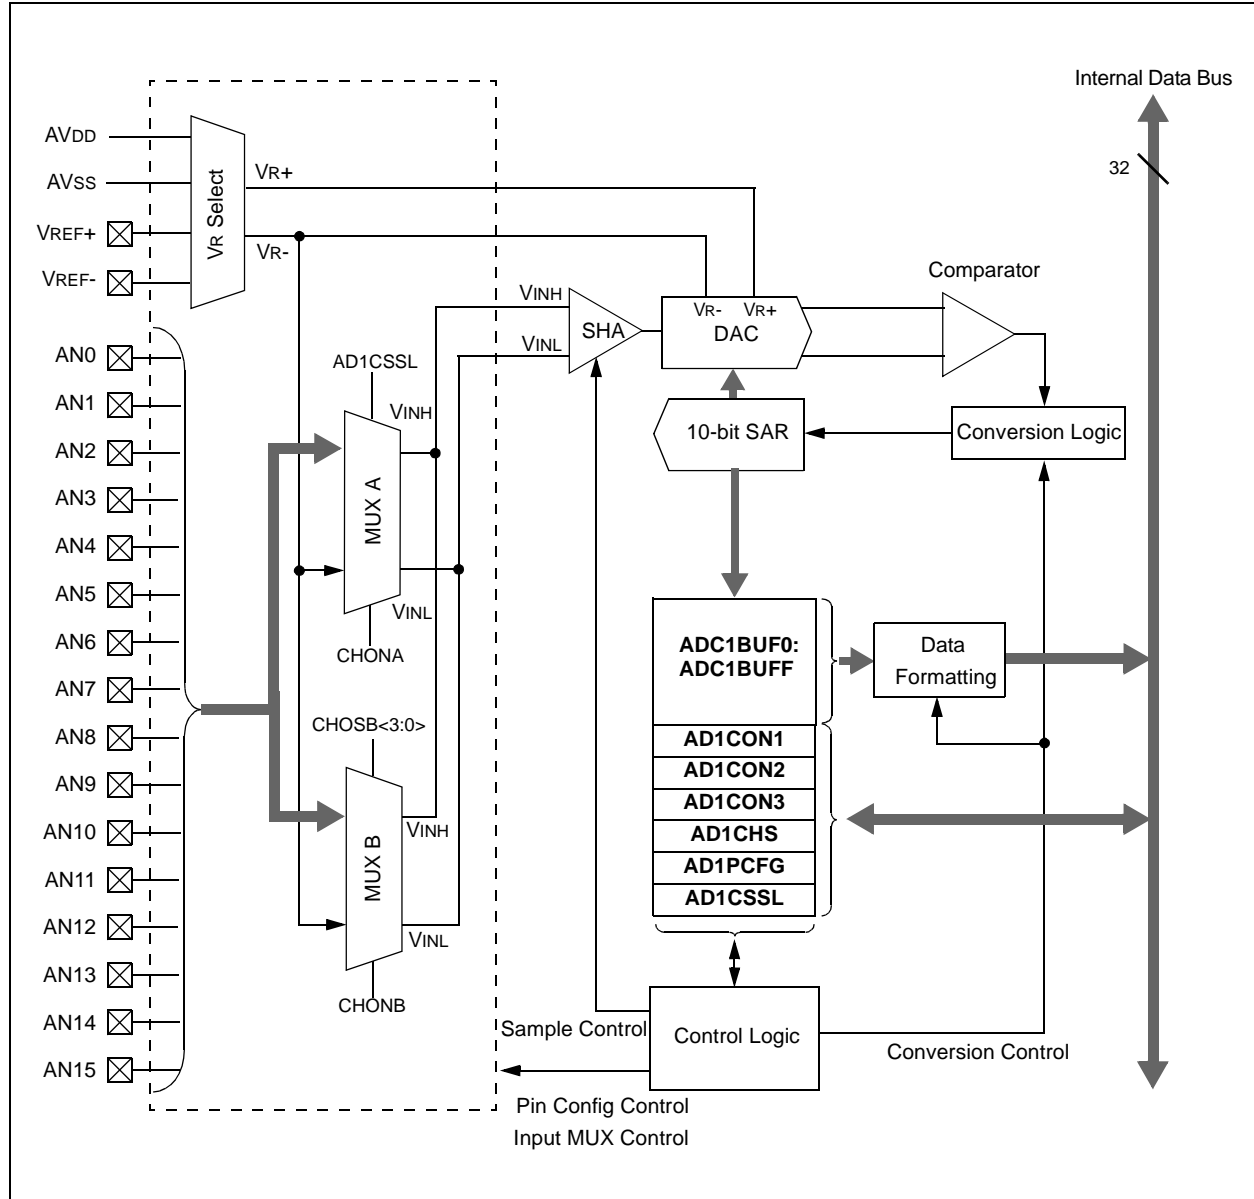 Internal Data Bus
32
AVDD
AVSS
VREF+
VREF-
VR Select
VR+
VR-
AN0
AN1
AN2
AN3
AN4
AN5
AN6
AN7
AN8
AN9
AN10
AN11
AN12
AN13
AN14
AN15
AD1CSSL
VINH
MUX A
VINL
CHONA
CHOSB<3:0>
VINH
MUX B
VINL
CHONB
VINH
VINL
SHA
VR- VR+
DAC
Comparator
10-bit SAR
Conversion Logic
ADC1BUF0:
ADC1BUFF
Data
Formatting
AD1CON1
AD1CON2
AD1CON3
AD1CHS
AD1PCFG
AD1CSSL
Sample Control
Control Logic
Conversion Control
Pin Config Control
Input MUX Control